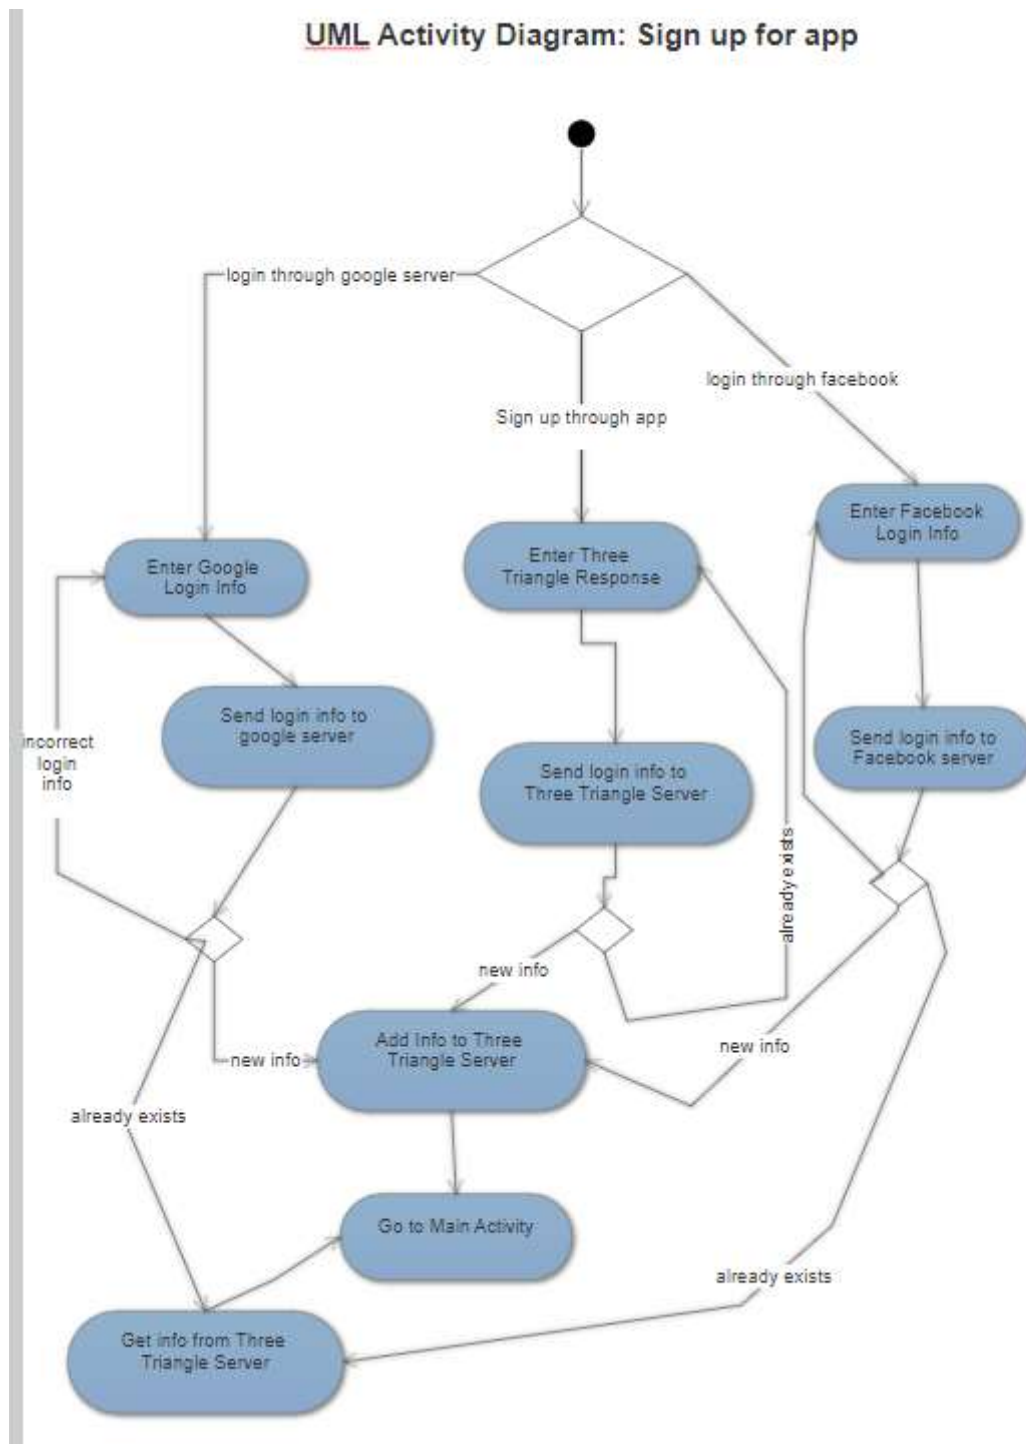 UML Activity Diagram: Sign up for app
login through google server
login through facebook
Sign up through app
Enter Facebook
Login Info
Enter Three
Triangle Response
Enter Google
Login Info
Send login info to
google server
Send login info to
Facebook server
incorrect
login
info
Send login info to
Three Triangle Server
already exists
new info
Add Info to Three
Triangle Server
new info
new info
already exists
Go to Main Activity
already exists
Get info from Three
Triangle Server